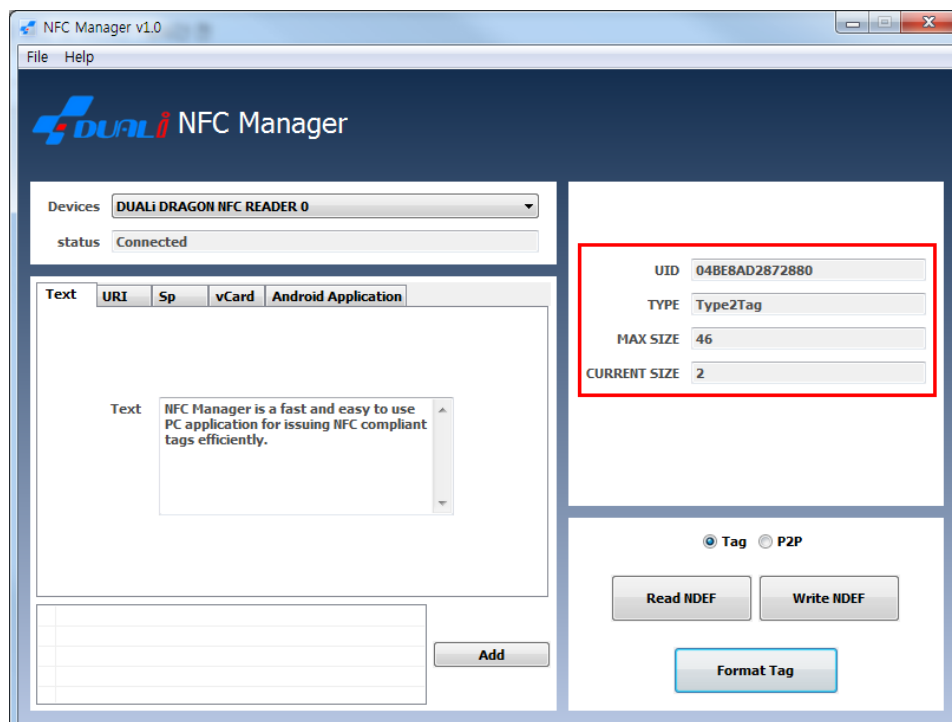 NFC Manager v1.0
File Help
DUALi NFC Manager
Devices DUALi DRAGON NFC READER 0
status Connected
Text URI Sp vCard Android Application
Text NFC Manager is a fast and easy to use
PC application for issuing NFC compliant
tags efficiently.
Add
UID 04BE8AD2872880
TYPE Type2Tag
MAX SIZE 46
CURRENT SIZE 2
Tag P2P
Read NDEF Write NDEF
Format Tag